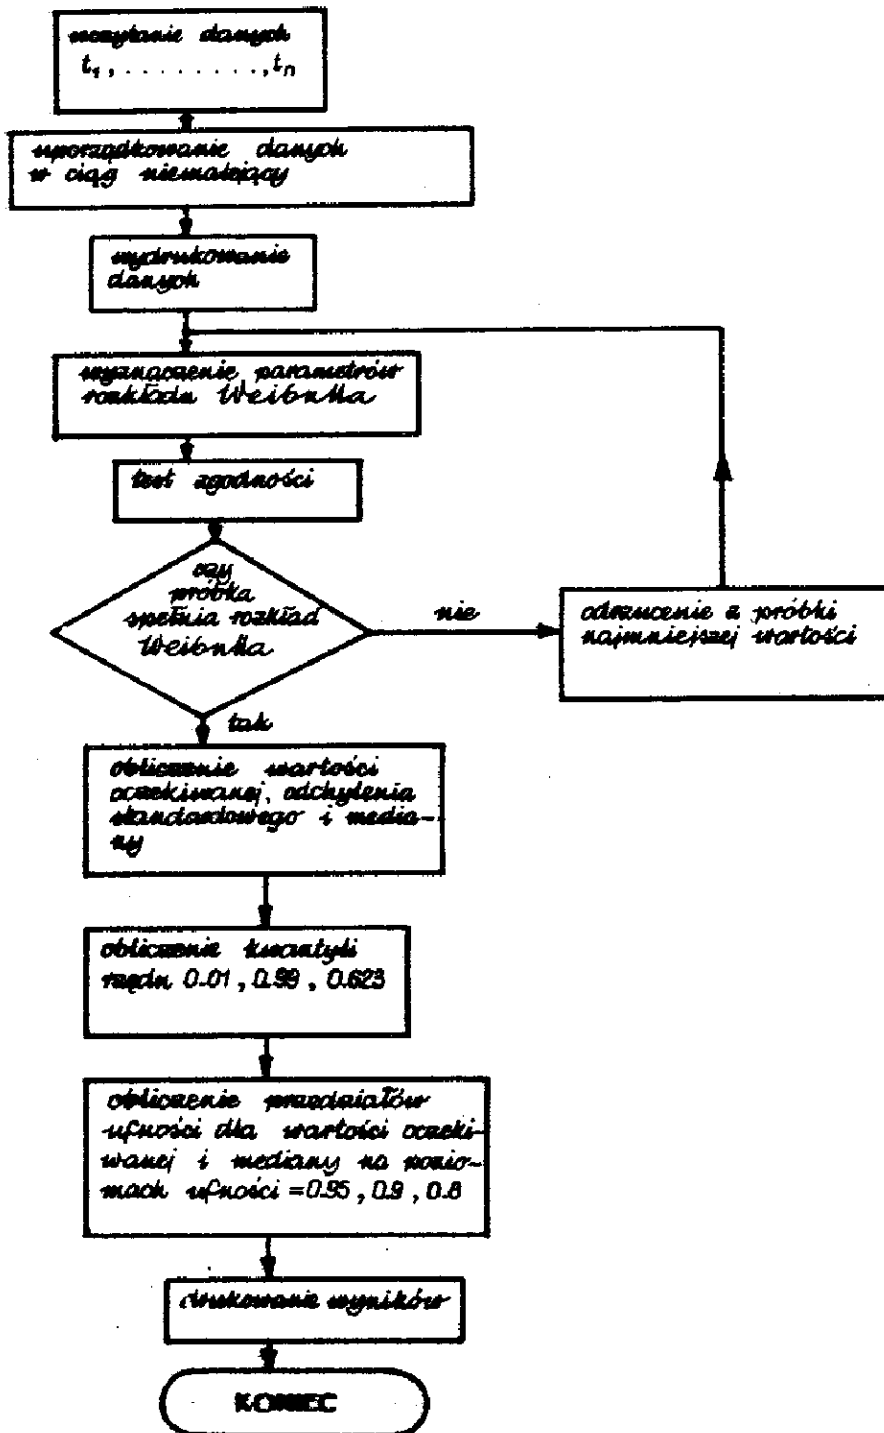 wczytanie danych
t₁, . . . . . . . . ., tₙ
uporządkowanie danych
w ciąg niemalejący
wydrukowanie
danych
wyznaczenie parametrów
rozkładu Weibulla
test zgodności
czy
próbka
spełnia rozkład
Weibulla
nie
odrzucenie z próbki
najmniejszej wartości
tak
obliczenie wartości
oczekiwanej, odchylenia
standardowego i media-
ny
obliczenie kwantyli
rzędu 0.01, 0.99, 0.623
obliczenie przedziałów
ufności dla wartości oczeki-
wanej i mediany na pozio-
mach ufności = 0.95, 0.9, 0.8
drukowanie wyników
KONIEC